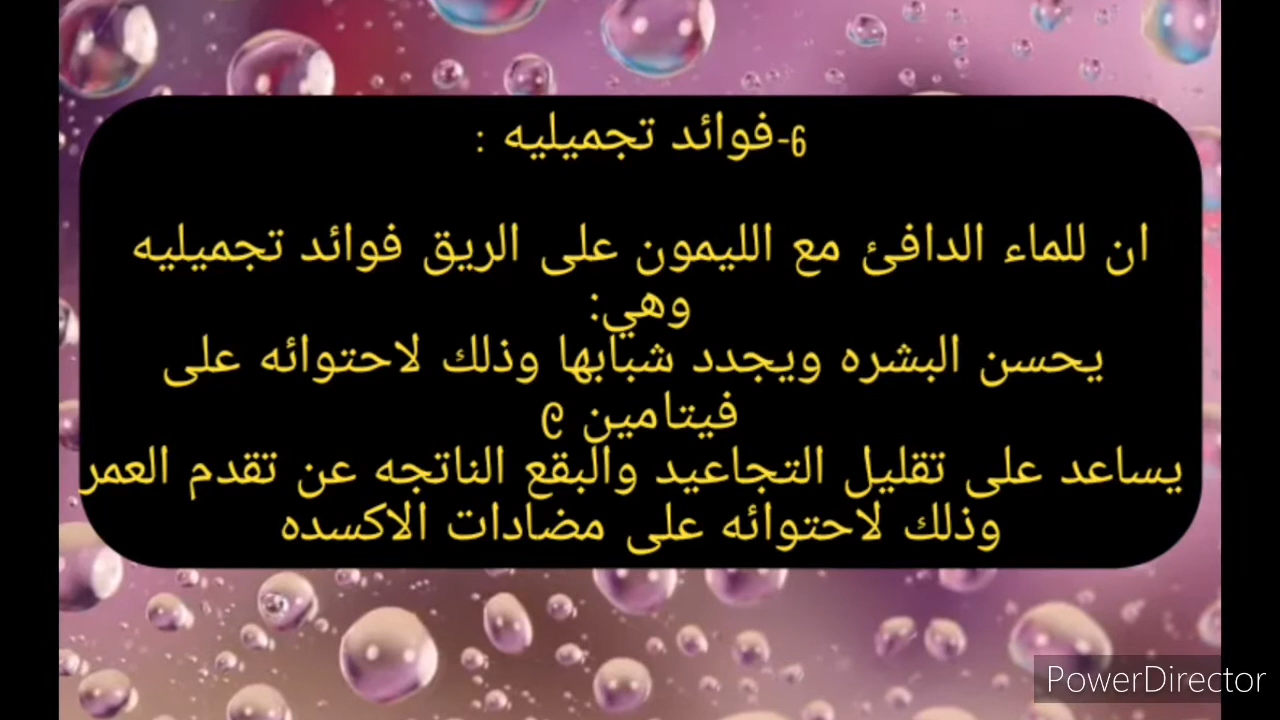 6-فوائد تجميليه :
ان للماء الدافئ مع الليمون على الريق فوائد تجميليه
وهي:
يحسن البشره ويجدد شبابها وذلك لاحتوائه على
فيتامين C
يساعد على تقليل التجاعيد والبقع الناتجه عن تقدم العمر
وذلك لاحتوائه على مضادات الاكسده
PowerDirector